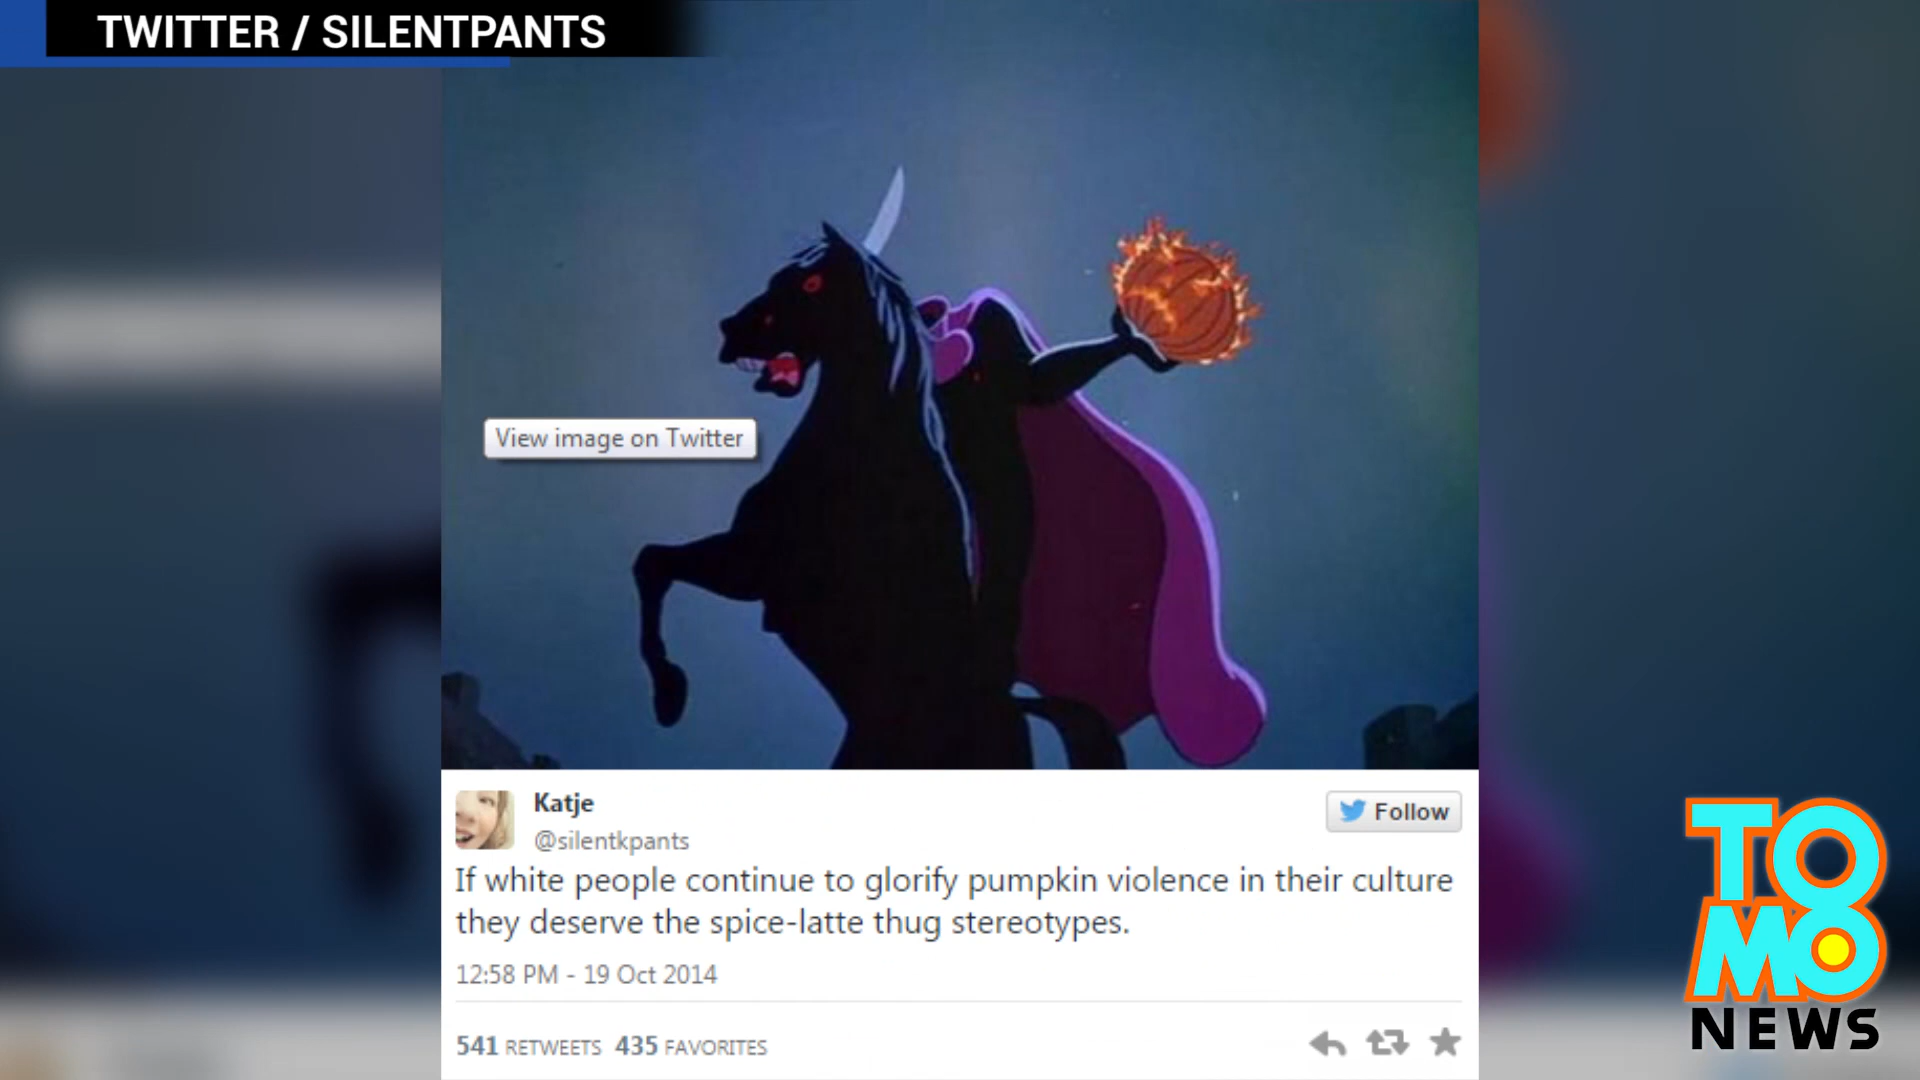 TWITTER / SILENTPANTS
View image on Twitter
Katje
Follow
@silentkpants
If white people continue to glorify pumpkin violence in their culture
they deserve the spice-latte thug stereotypes.
12:58 PM - 19 Oct 2014
541 RETWEETS 435 FAVORITES
TOMO
NEWS